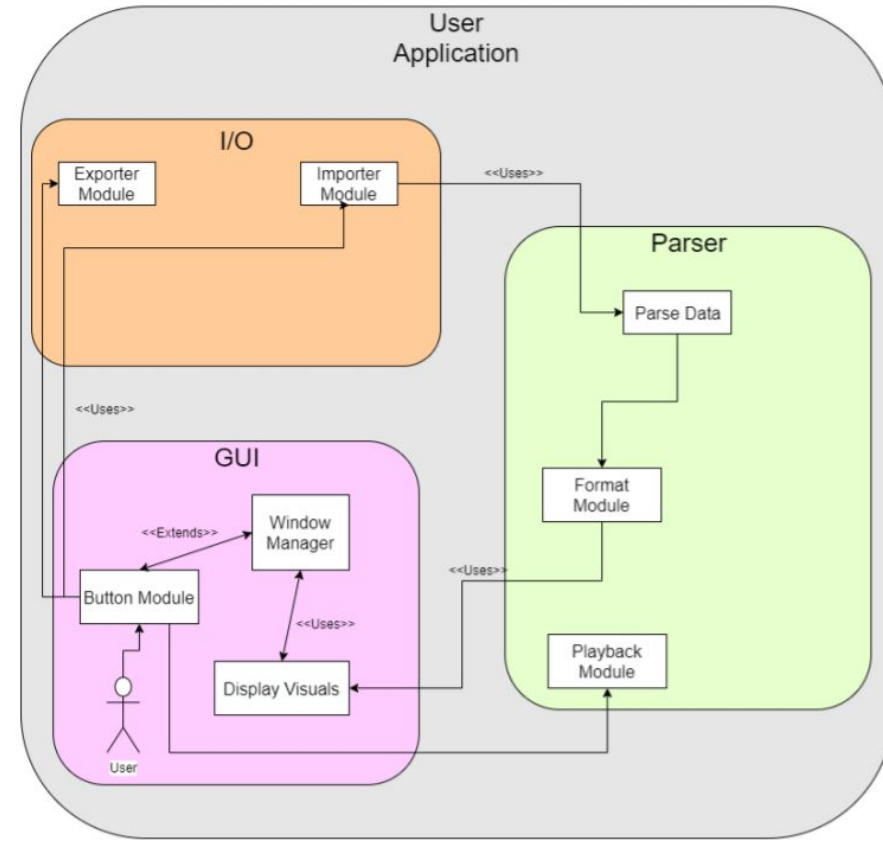 User
Application
I/O
Exporter
Module
Importer
Module
<<Uses>>
Parser
Parse Data
<<Uses>>
GUI
Format
Module
Window
Manager
<<Extends>>
<<Uses>>
Button Module
<<Uses>>
Playback
Module
Display Visuals
User